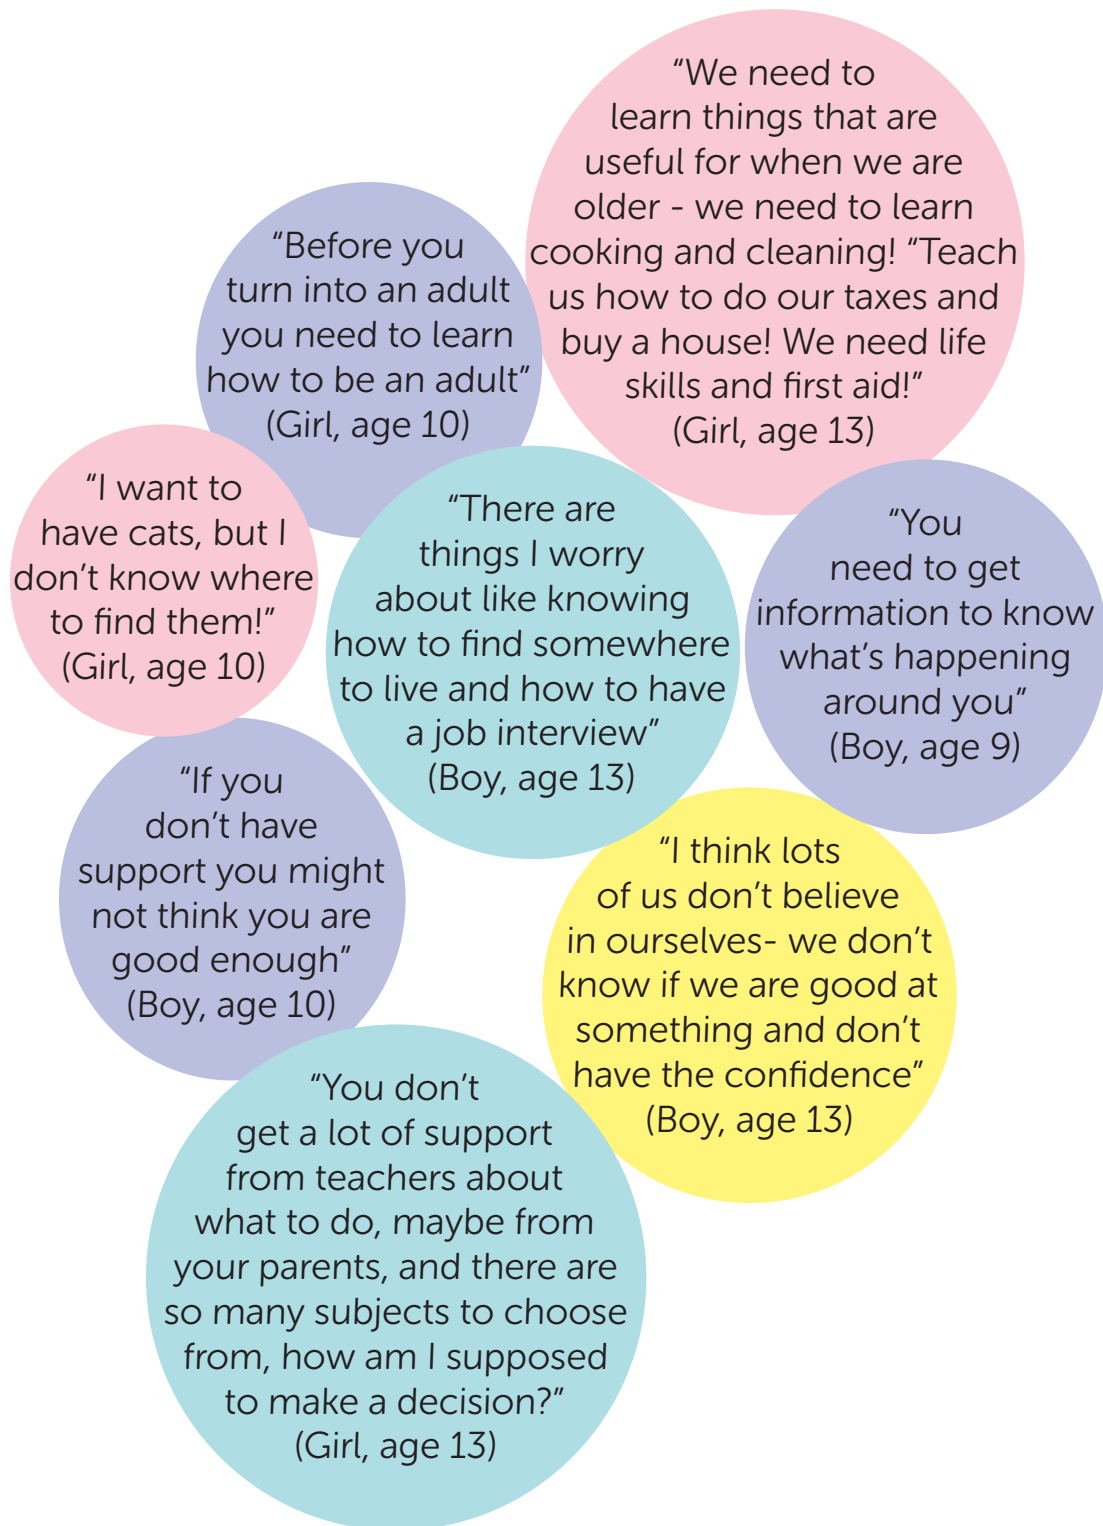 “We need to
learn things that are
useful for when we are
older - we need to learn
cooking and cleaning! “Teach
us how to do our taxes and
buy a house! We need life
skills and first aid!”
(Girl, age 13)
“Before you
turn into an adult
you need to learn
how to be an adult”
(Girl, age 10)
“I want to
have cats, but I
don’t know where
to find them!”
(Girl, age 10)
“There are
things I worry
about like knowing
how to find somewhere
to live and how to have
a job interview”
(Boy, age 13)
“You
need to get
information to know
what’s happening
around you”
(Boy, age 9)
“If you
don’t have
support you might
not think you are
good enough”
(Boy, age 10)
“I think lots
of us don’t believe
in ourselves- we don’t
know if we are good at
something and don’t
have the confidence”
(Boy, age 13)
“You don’t
get a lot of support
from teachers about
what to do, maybe from
your parents, and there are
so many subjects to choose
from, how am I supposed
to make a decision?”
(Girl, age 13)